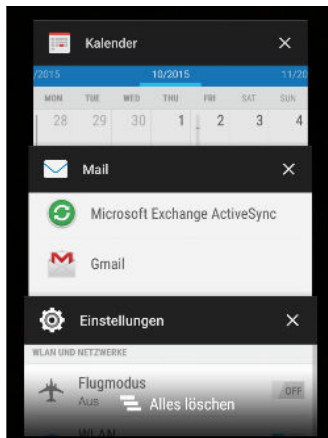 Kalender
/2015 10/2015 11/20
MON TUE WED THU FRI SAT SUN
28 29 30 1 2 3 4
Mail
Microsoft Exchange ActiveSync
Gmail
Einstellungen
WLAN UND NETZWERKE
Flugmodus
Aus OFF
Alles löschen
WLAN